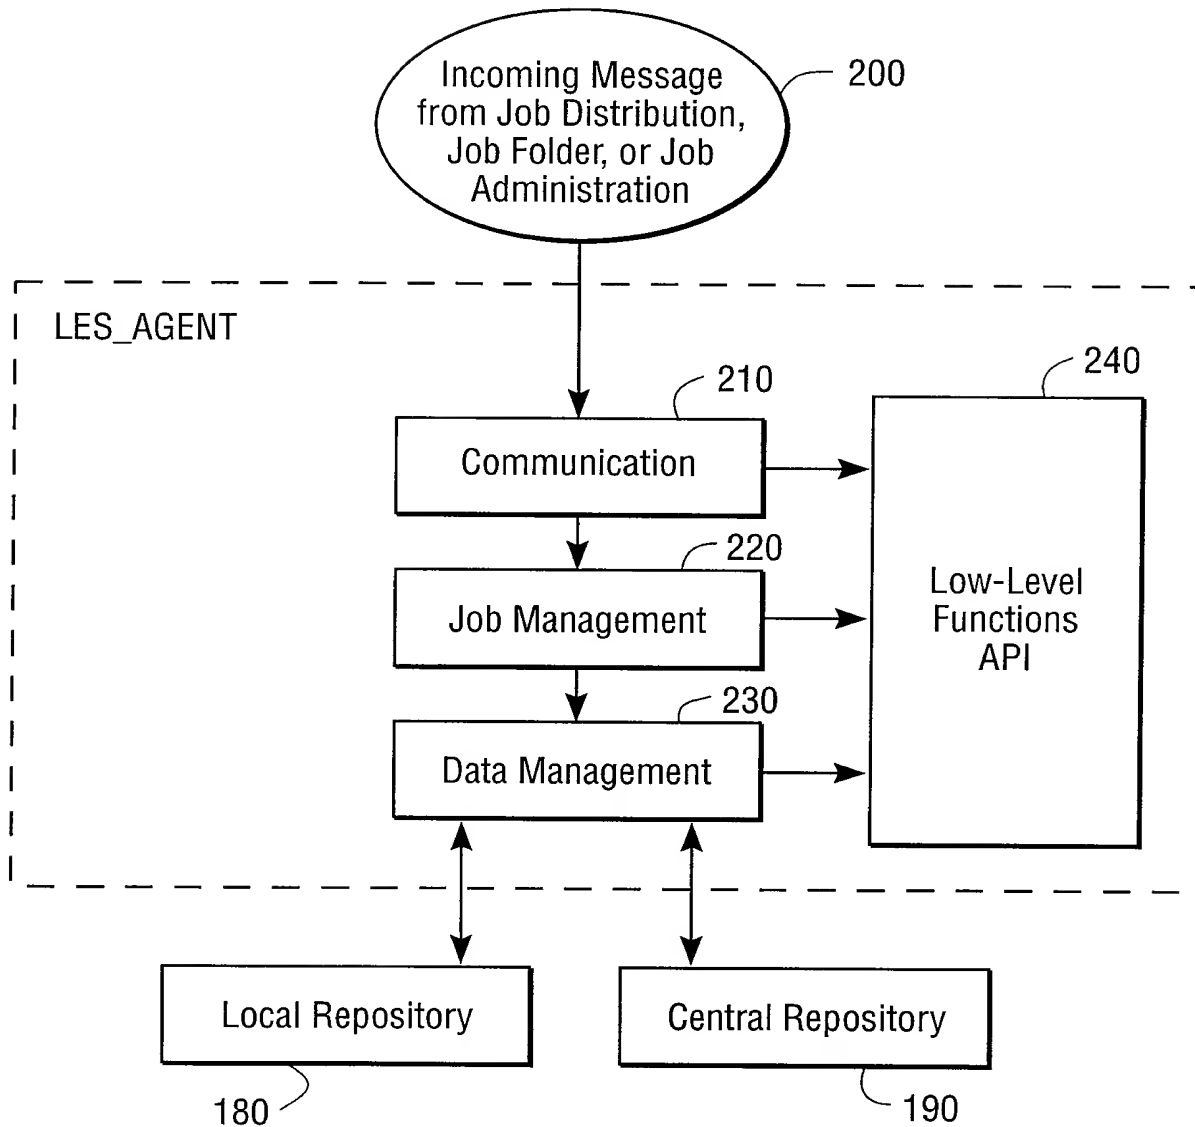 Incoming Message
from Job Distribution,
Job Folder, or Job
Administration
200
LES_AGENT
210
240
Communication
220
Job Management
Low-Level
Functions
API
230
Data Management
Local Repository
Central Repository
180
190